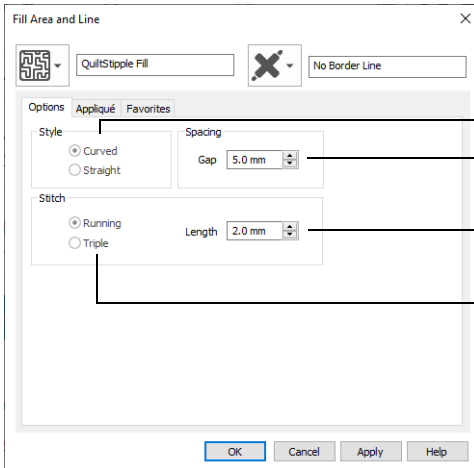 Fill Area and Line
QuiltStipple Fill
No Border Line
Options Appliqué Favorites
Style Spacing
Curved Gap 5.0 mm
Straight
Stitch
Running Length 2.0 mm
Triple
OK Cancel Apply Help